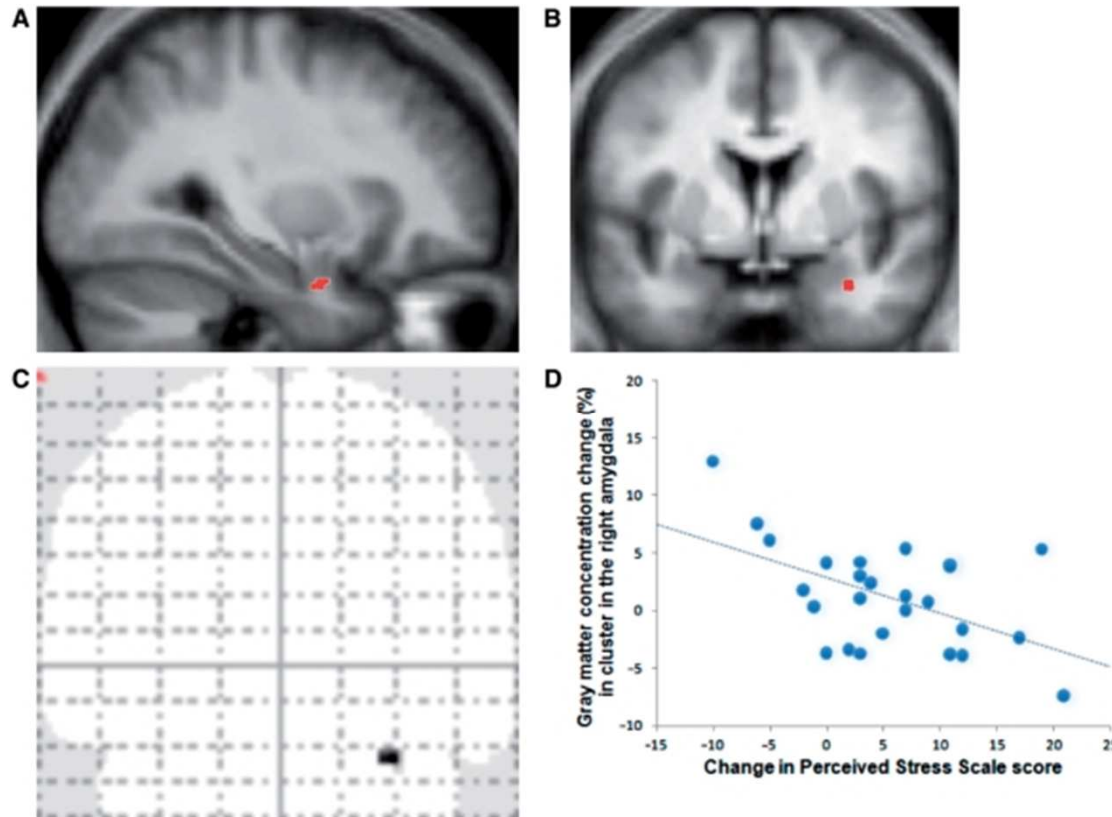 A
B
C
D
Gray matter concentration change (%)
in cluster in the right amygdala
20
15
10
5
0
-5
-10
-15
-10
-5
0
5
10
15
20
25
Change in Perceived Stress Scale score